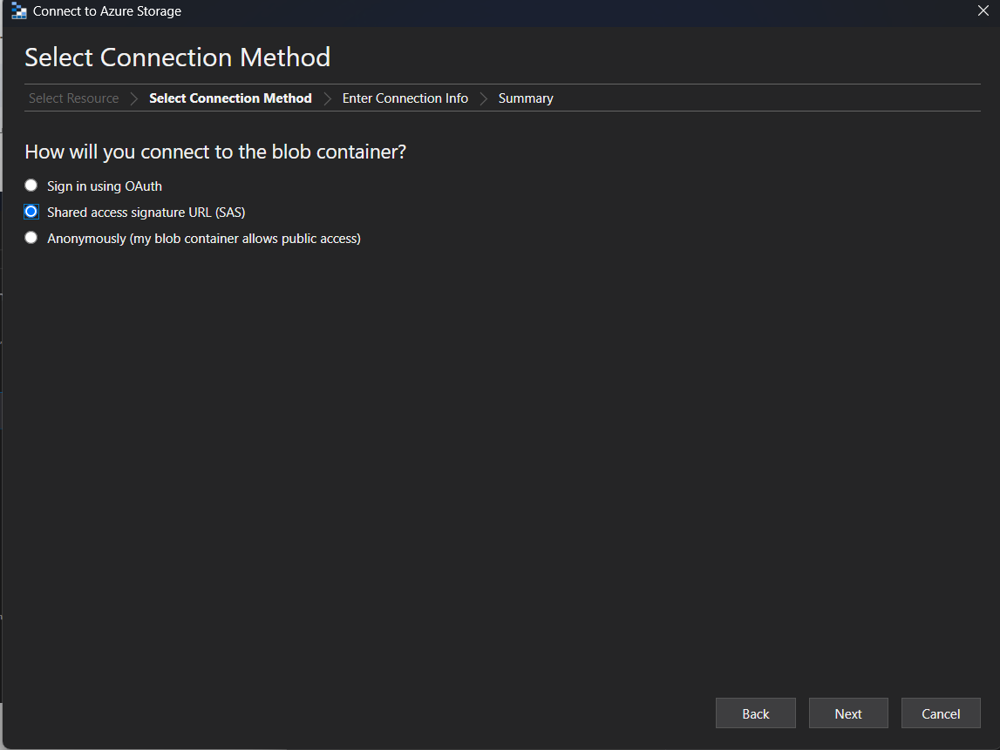 Connect to Azure Storage
Select Connection Method
Select Resource Select Connection Method Enter Connection Info Summary
How will you connect to the blob container?
Sign in using OAuth
Shared access signature URL (SAS)
Anonymously (my blob container allows public access)
Back Next Cancel